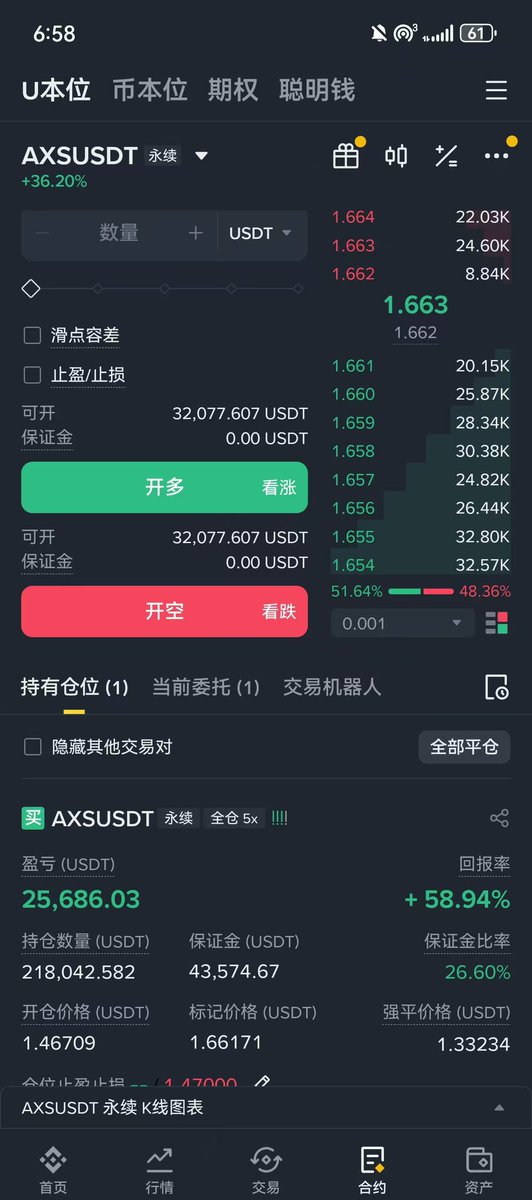 6:58
3
61
U本位 币本位 期权 聪明钱
AXSUSDT 永续
+36.20%
数量 USDT
滑点容差
止盈/止损
可开 32,077.607 USDT
保证金 0.00 USDT
开多 看涨
可开 32,077.607 USDT
保证金 0.00 USDT
开空 看跌
1.664 22.03K
1.663 24.60K
1.662 8.84K
1.663
1.662
1.661 20.15K
1.660 25.87K
1.659 28.34K
1.658 30.38K
1.657 24.82K
1.656 26.44K
1.655 32.80K
1.654 32.57K
51.64% 48.36%
0.001
持有仓位 (1) 当前委托 (1) 交易机器人
隐藏其他交易对 全部平仓
买 AXSUSDT 永续 全仓 5x !!!!
盈亏 (USDT) 回报率
25,686.03 + 58.94%
持仓数量 (USDT) 保证金 (USDT) 保证金比率
218,042.582 43,574.67 26.60%
开仓价格 (USDT) 标记价格 (USDT) 强平价格 (USDT)
1.46709 1.66171 1.33234
仓位止盈止损 -- / 1.47000
AXSUSDT 永续 K线图表
首页 行情 交易 合约 资产